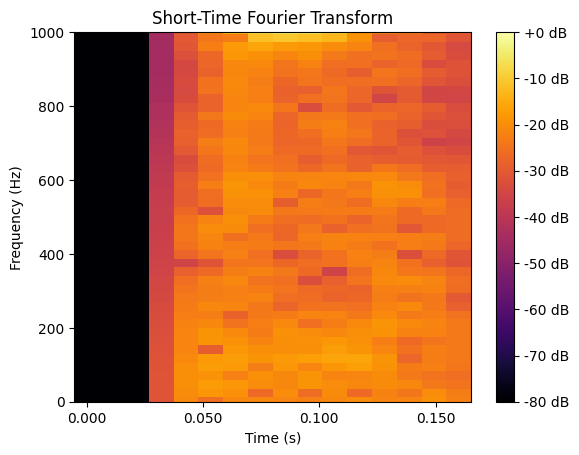 Short-Time Fourier Transform
1000
800
600
400
200
0
Frequency (Hz)
0.000
0.050
0.100
0.150
Time (s)
+0 dB
-10 dB
-20 dB
-30 dB
-40 dB
-50 dB
-60 dB
-70 dB
-80 dB